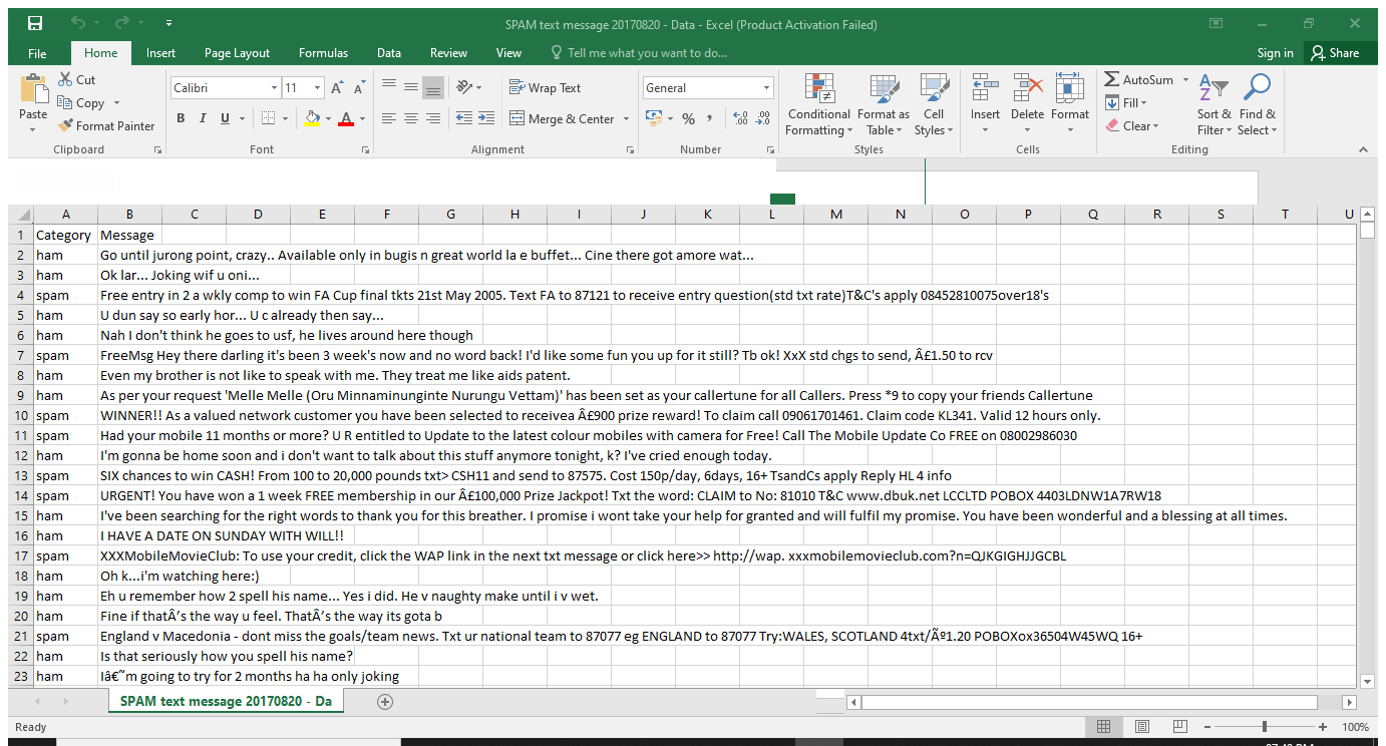 SPAM text message 20170820 - Data - Excel (Product Activation Failed)
File Home Insert Page Layout Formulas Data Review View Tell me what you want to do... Sign in Share
Paste Cut Copy Format Painter Clipboard
Calibri 11 A A B I U A Font
Wrap Text Merge & Center Alignment
General % , .00 .00 Number
Conditional Formatting Format as Table Cell Styles Styles
Insert Delete Format Cells
AutoSum Fill Clear Sort & Filter Find & Select Editing
A B C D E F G H I J K L M N O P Q R S T U
1 Category Message
2 ham Go until jurong point, crazy.. Available only in bugis n great world la e buffet... Cine there got amore wat...
3 ham Ok lar... Joking wif u oni...
4 spam Free entry in 2 a wkly comp to win FA Cup final tkts 21st May 2005. Text FA to 87121 to receive entry question(std txt rate)T&C's apply 08452810075over18's
5 ham U dun say so early hor... U c already then say...
6 ham Nah I don't think he goes to usf, he lives around here though
7 spam FreeMsg Hey there darling it's been 3 week's now and no word back! I'd like some fun you up for it still? Tb ok! XxX std chgs to send, Â£1.50 to rcv
8 ham Even my brother is not like to speak with me. They treat me like aids patent.
9 ham As per your request 'Melle Melle (Oru Minnaminunginte Nurungu Vettam)' has been set as your callertune for all Callers. Press *9 to copy your friends Callertune
10 spam WINNER!! As a valued network customer you have been selected to receivea Â£900 prize reward! To claim call 09061701461. Claim code KL341. Valid 12 hours only.
11 spam Had your mobile 11 months or more? U R entitled to Update to the latest colour mobiles with camera for Free! Call The Mobile Update Co FREE on 08002986030
12 ham I'm gonna be home soon and i don't want to talk about this stuff anymore tonight, k? I've cried enough today.
13 spam SIX chances to win CASH! From 100 to 20,000 pounds txt> CSH11 and send to 87575. Cost 150p/day, 6days, 16+ TsandCs apply Reply HL 4 info
14 spam URGENT! You have won a 1 week FREE membership in our Â£100,000 Prize Jackpot! Txt the word: CLAIM to No: 81010 T&C www.dbuk.net LCCLTD POBOX 4403LDNW1A7RW18
15 ham I've been searching for the right words to thank you for this breather. I promise i wont take your help for granted and will fulfil my promise. You have been wonderful and a blessing at all times.
16 ham I HAVE A DATE ON SUNDAY WITH WILL!!
17 spam XXXMobileMovieClub: To use your credit, click the WAP link in the next txt message or click here>> http://wap. xxxmobilemovieclub.com?n=QJKGIGHJJGCBL
18 ham Oh k...i'm watching here:)
19 ham Eh u remember how 2 spell his name... Yes i did. He v naughty make until i v wet.
20 ham Fine if thatÂ’s the way u feel. ThatÂ’s the way its gota b
21 spam England v Macedonia - dont miss the goals/team news. Txt ur national team to 87077 eg ENGLAND to 87077 Try:WALES, SCOTLAND 4txt/Ãº1.20 POBOXox36504W45WQ 16+
22 ham Is that seriously how you spell his name?
23 ham Iâ€˜m going to try for 2 months ha ha only joking
SPAM text message 20170820 - Da
Ready 100%